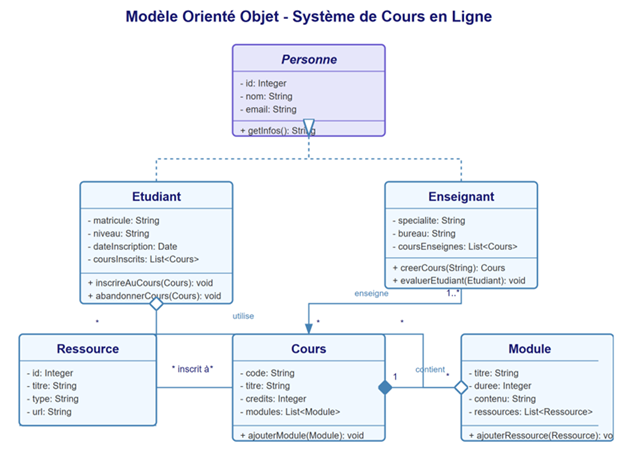 Modèle Orienté Objet - Système de Cours en Ligne
Personne
- id: Integer
- nom: String
- email: String
+ getInfos(): String
Etudiant
- matricule: String
- niveau: String
- dateInscription: Date
- coursInscrits: List<Cours>
+ inscrireAuCours(Cours): void
+ abandonnerCours(Cours): void
Enseignant
- specialite: String
- bureau: String
- coursEnseignes: List<Cours>
+ creerCours(String): Cours
+ evaluerEtudiant(Etudiant): void
enseigne
1..*
*
utilise
*
*
Ressource
- id: Integer
- titre: String
- type: String
- url: String
* inscrit à*
Cours
- code: String
- titre: String
- credits: Integer
- modules: List<Module>
+ ajouterModule(Module): void
1
contient
*
Module
- titre: String
- duree: Integer
- contenu: String
- ressources: List<Ressource>
+ ajouterRessource(Ressource): vo